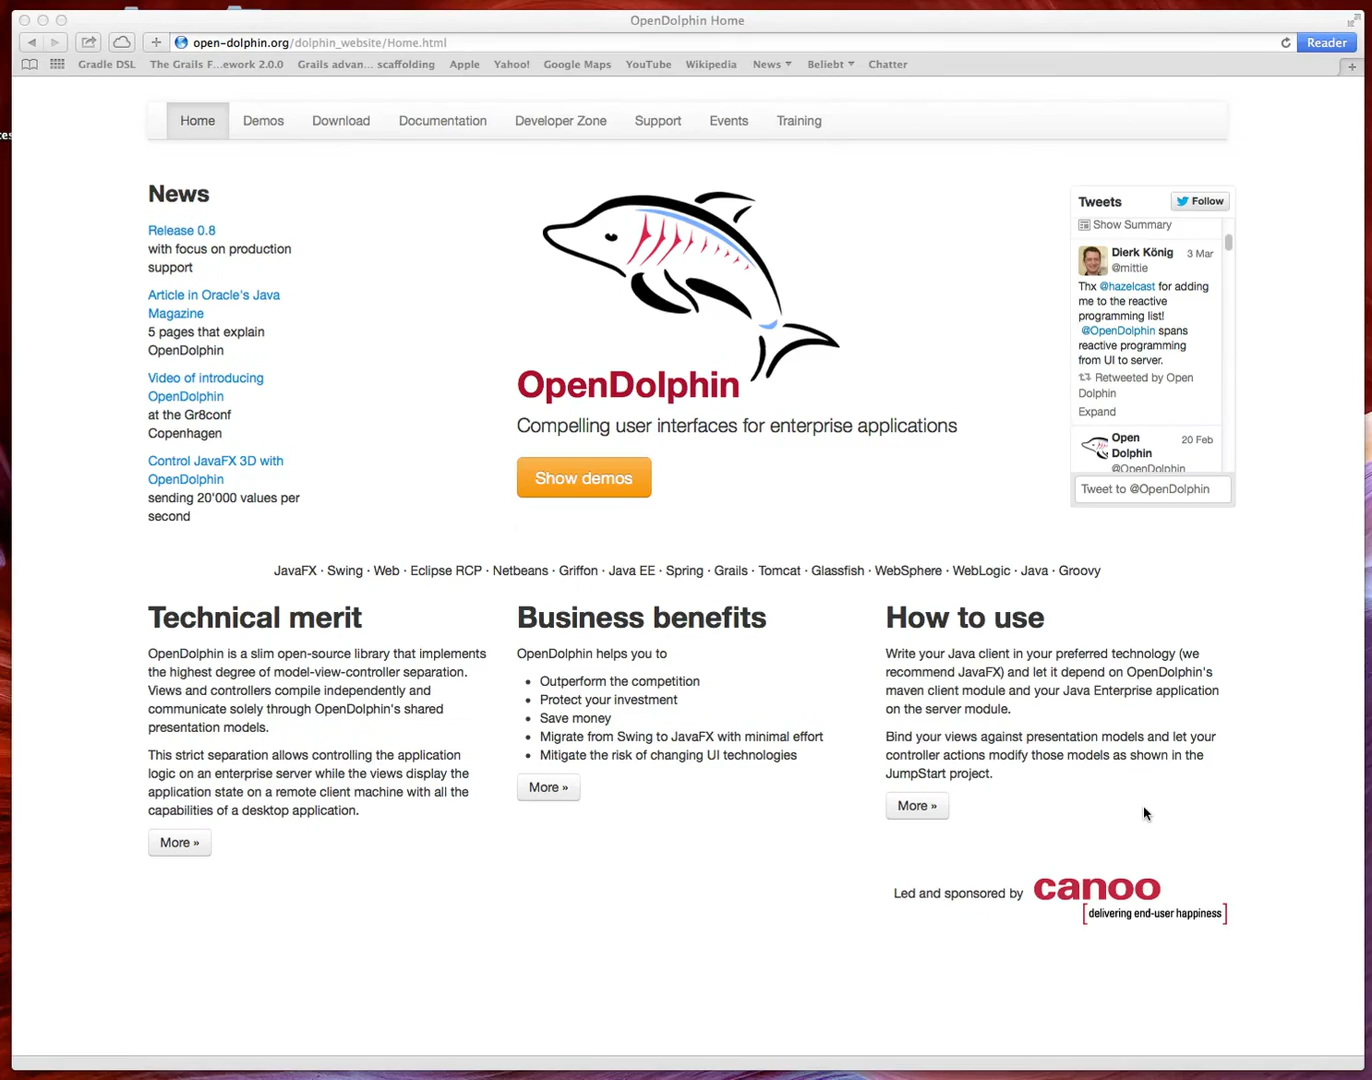 OpenDolphin Home
open-dolphin.org/dolphin_website/Home.html
Reader
Gradle DSL The Grails F...ework 2.0.0 Grails advan... scaffolding Apple Yahoo! Google Maps YouTube Wikipedia News Beliebt Chatter
Home Demos Download Documentation Developer Zone Support Events Training
News
Release 0.8
with focus on production
support
Article in Oracle's Java
Magazine
5 pages that explain
OpenDolphin
Video of introducing
OpenDolphin
at the Gr8conf
Copenhagen
Control JavaFX 3D with
OpenDolphin
sending 20'000 values per
second
OpenDolphin
Compelling user interfaces for enterprise applications
Show demos
Tweets Follow
Show Summary
Dierk König 3 Mar
@mittie
Thx @hazelcast for adding
me to the reactive
programming list!
@OpenDolphin spans
reactive programming
from UI to server.
Retweeted by Open
Dolphin
Expand
Open 20 Feb
Dolphin
@OpenDolphin
Tweet to @OpenDolphin
JavaFX · Swing · Web · Eclipse RCP · Netbeans · Griffon · Java EE · Spring · Grails · Tomcat · Glassfish · WebSphere · WebLogic · Java · Groovy
Technical merit
OpenDolphin is a slim open-source library that implements
the highest degree of model-view-controller separation.
Views and controllers compile independently and
communicate solely through OpenDolphin's shared
presentation models.
This strict separation allows controlling the application
logic on an enterprise server while the views display the
application state on a remote client machine with all the
capabilities of a desktop application.
More »
Business benefits
OpenDolphin helps you to
• Outperform the competition
• Protect your investment
• Save money
• Migrate from Swing to JavaFX with minimal effort
• Mitigate the risk of changing UI technologies
More »
How to use
Write your Java client in your preferred technology (we
recommend JavaFX) and let it depend on OpenDolphin's
maven client module and your Java Enterprise application
on the server module.
Bind your views against presentation models and let your
controller actions modify those models as shown in the
JumpStart project.
More »
Led and sponsored by canoo
[delivering end-user happiness]